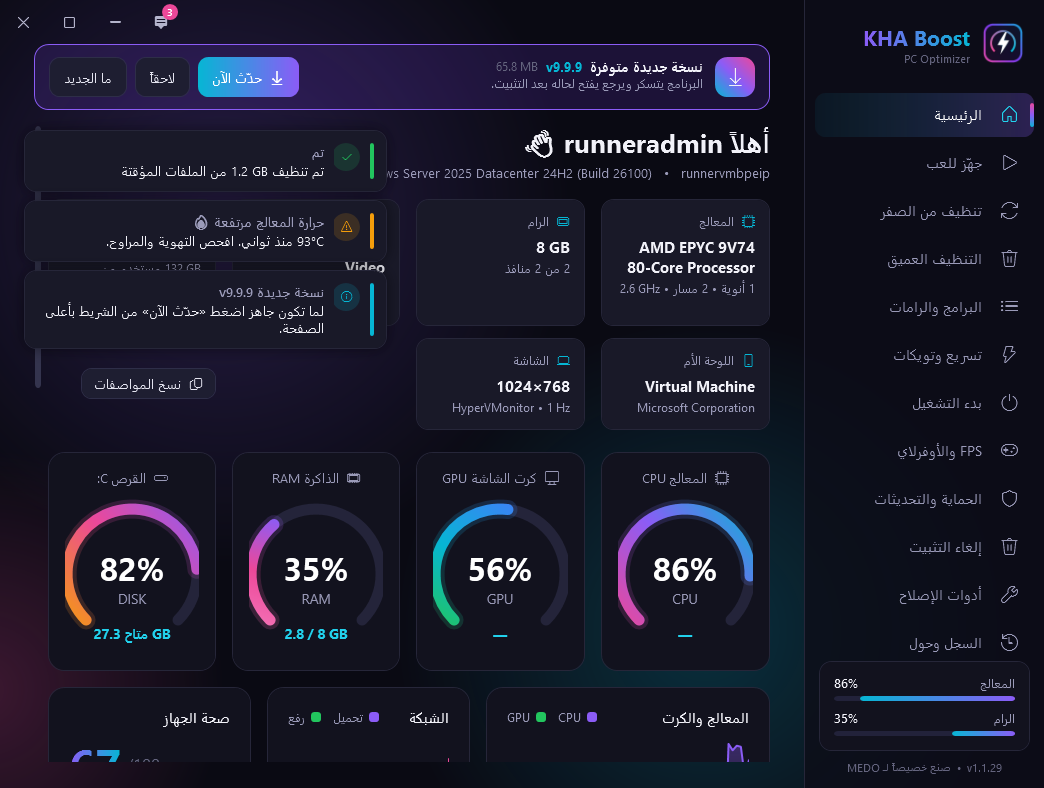 3
KHA Boost
PC Optimizer
الرئيسية
جهّز للعب
تنظيف من الصفر
التنظيف العميق
البرامج والرامات
تسريع وتويكات
بدء التشغيل
FPS والأوفرلاي
الحماية والتحديثات
إلغاء التثبيت
أدوات الإصلاح
السجل وحول
المعالج 86%
الرام 35%
v1.1.29 • صنع خصيصاً لـ MEDO
نسخة جديدة متوفرة v9.9.9 65.8 MB
البرنامج يتسكر ويرجع يفتح لحاله بعد التثبيت.
حدّث الآن
لاحقاً
ما الجديد
أهلاً runneradmin
runnervmbpeip • ws Server 2025 Datacenter 24H2 (Build 26100)
تم
تم تنظيف 1.2 GB من الملفات المؤقتة
حرارة المعالج مرتفعة
93°C منذ ثواني. افحص التهوية والمراوح.
نسخة جديدة v9.9.9
لما تكون جاهز اضغط «حدّث الآن» من الشريط بأعلى
الصفحة.
المعالج
AMD EPYC 9V74
80-Core Processor
1 أنوية • 2 مسار • 2.6 GHz
الرام
8 GB
2 من 2 منافذ
Video
132 GB مستخدم من
اللوحة الأم
Virtual Machine
Microsoft Corporation
الشاشة
1024×768
HyperVMonitor • 1 Hz
نسخ المواصفات
المعالج CPU
86%
CPU
—
كرت الشاشة GPU
56%
GPU
—
الذاكرة RAM
35%
RAM
2.8 / 8 GB
القرص C:
82%
DISK
27.3 متاح GB
المعالج والكرت
CPU
GPU
الشبكة
تحميل
رفع
صحة الجهاز
67
/100